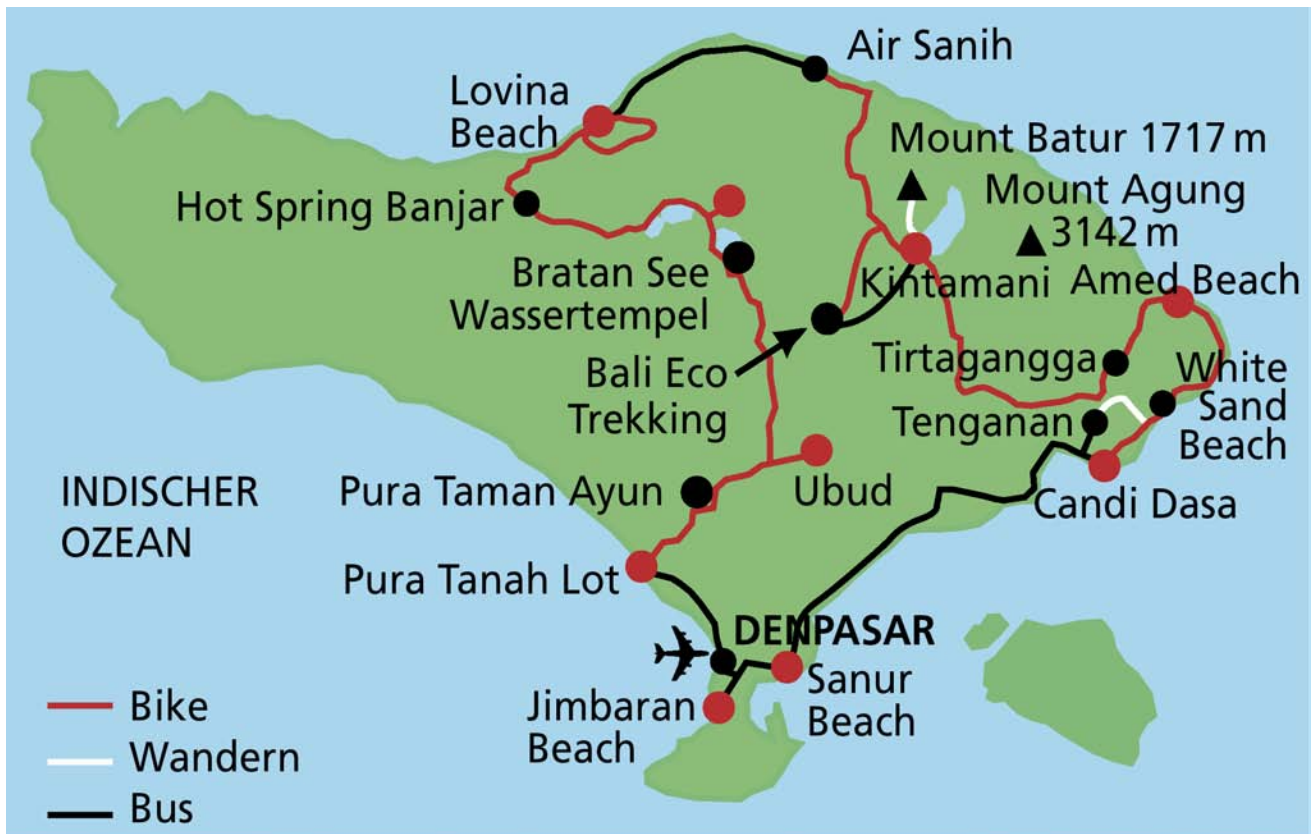 Air Sanih
Lovina
Beach
Mount Batur 1717 m
Mount Agung
3142 m
Hot Spring Banjar
Bratan See
Wassertempel
Kintamani
Amed Beach
Bali Eco
Trekking
Tirtagangga
White
Sand
Beach
Tenganan
INDISCHER
OZEAN
Pura Taman Ayun
Ubud
Candi Dasa
Pura Tanah Lot
DENPASAR
Sanur
Beach
Jimbaran
Beach
Bike
Wandern
Bus